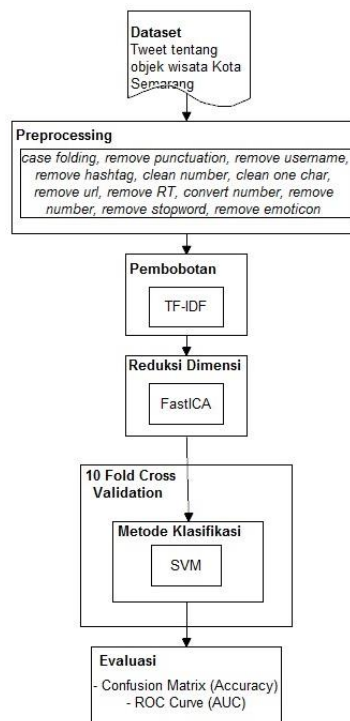 Dataset
Tweet tentang
objek wisata Kota
Semarang
Preprocessing
case folding, remove punctuation, remove username,
remove hashtag, clean number, clean one char,
remove url, remove RT, convert number, remove
number, remove stopword, remove emoticon
Pembobotan
TF-IDF
Reduksi Dimensi
FastICA
10 Fold Cross
Validation
Metode Klasifikasi
SVM
Evaluasi
- Confusion Matrix (Accuracy)
- ROC Curve (AUC)